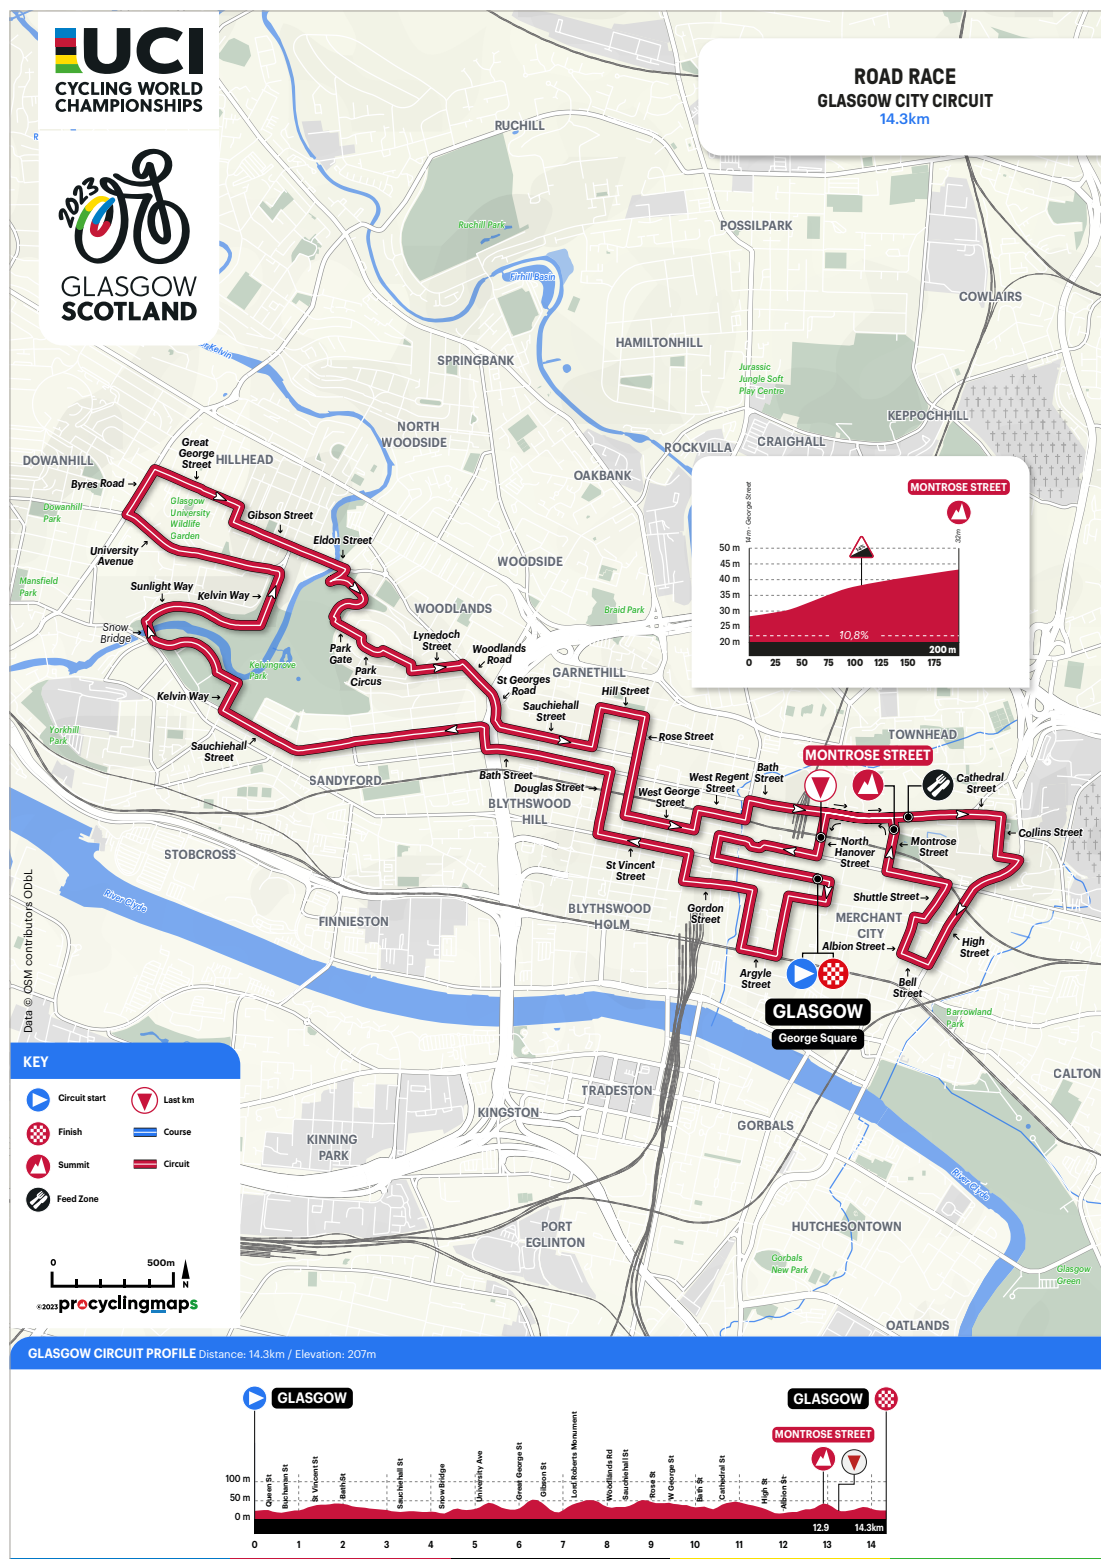 UCI
CYCLING WORLD
CHAMPIONSHIPS
2023
GLASGOW
SCOTLAND
ROAD RACE
GLASGOW CITY CIRCUIT
14.3km
RUCHILL
Ruchill Park
POSSILPARK
Firhill Basin
COWLAIRS
Kelvin
SPRINGBANK
HAMILTONHILL
Jurassic
Jungle Soft
Play Centre
KEPPOCHHILL
NORTH
WOODSIDE
ROCKVILLA
CRAIGHALL
OAKBANK
DOWANHILL
Great
George
Street
HILLHEAD
Byres Road
Dowanhill
Park
Glasgow
University
Wildlife
Garden
Gibson Street
Eldon Street
University
Avenue
WOODSIDE
Mansfield
Park
Sunlight Way
Kelvin Way
Snow
Bridge
WOODLANDS
Braid Park
Park
Gate
Park
Circus
Lynedoch
Street
Woodlands
Road
Kelvingrove
Park
St Georges
Road
GARNETHILL
Hill Street
Kelvin Way
Sauchiehall
Street
Rose Street
Yorkhill
Park
Sauchiehall
Street
SANDYFORD
Bath Street
Douglas Street
BLYTHSWOOD
HILL
West Regent
Street
Bath
Street
West George
Street
TOWNHEAD
MONTROSE STREET
Cathedral
Street
Collins Street
North
Hanover
Street
Montrose
Street
STOBCROSS
St Vincent
Street
Shuttle Street
River Clyde
FINNIESTON
BLYTHSWOOD
HOLM
Gordon
Street
MERCHANT
CITY
Albion Street
High
Street
Argyle
Street
Bell
Street
GLASGOW
George Square
Barrowland
Park
CALTON
MONTROSE STREET
14m - George Street
32m
50 m
45 m
40 m
35 m
30 m
25 m
20 m
10,8%
200 m
0 25 50 75 100 125 150 175
Data © OSM contributors ODbL
KEY
Circuit start
Last km
Finish
Course
Summit
Circuit
Feed Zone
0 500m
N
©2023 procyclingmaps
TRADESTON
KINGSTON
KINNING
PARK
GORBALS
River Clyde
PORT
EGLINTON
HUTCHESONTOWN
Gorbals
New Park
Glasgow
Green
OATLANDS
GLASGOW CIRCUIT PROFILE Distance: 14.3km / Elevation: 207m
GLASGOW
GLASGOW
MONTROSE STREET
100 m
50 m
0 m
Queen St
Buchanan St
St Vincent St
Bath St
Sauchiehall St
Snow Bridge
University Ave
Great George St
Gibson St
Lord Roberts Monument
Woodlands Rd
Sauchiehall St
Rose St
W George St
Bath St
Cathedral St
High St
Albion St
12.9 14.3km
0 1 2 3 4 5 6 7 8 9 10 11 12 13 14